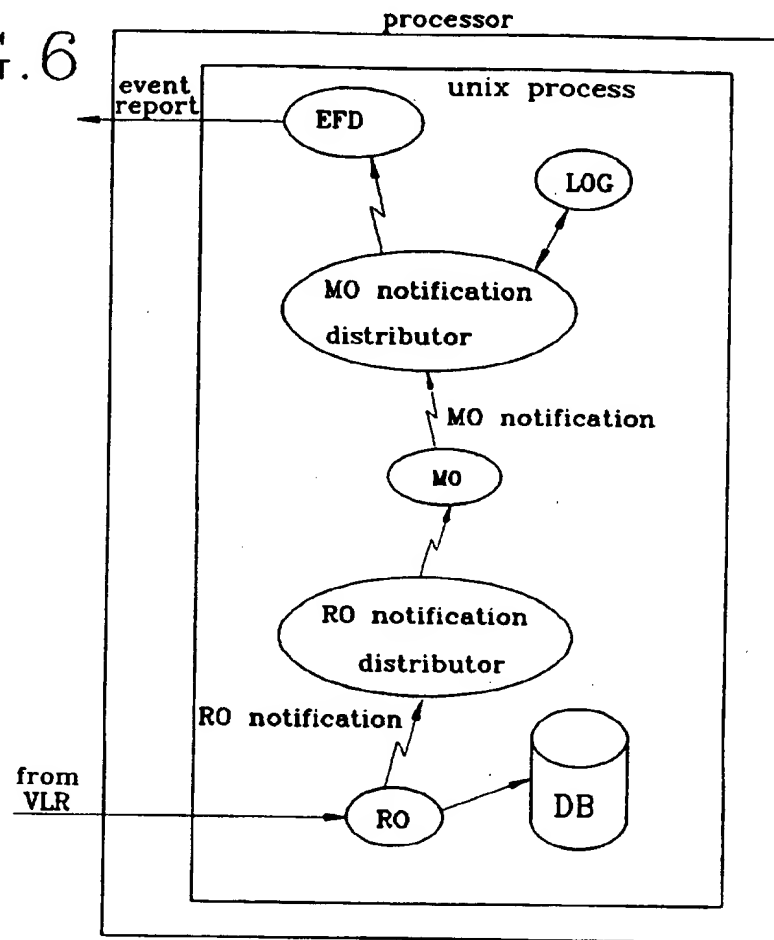 processor
.6
event
report
unix process
EFD
LOG
MO notification
distributor
MO notification
MO
RO notification
distributor
RO notification
from
VLR
RO
DB